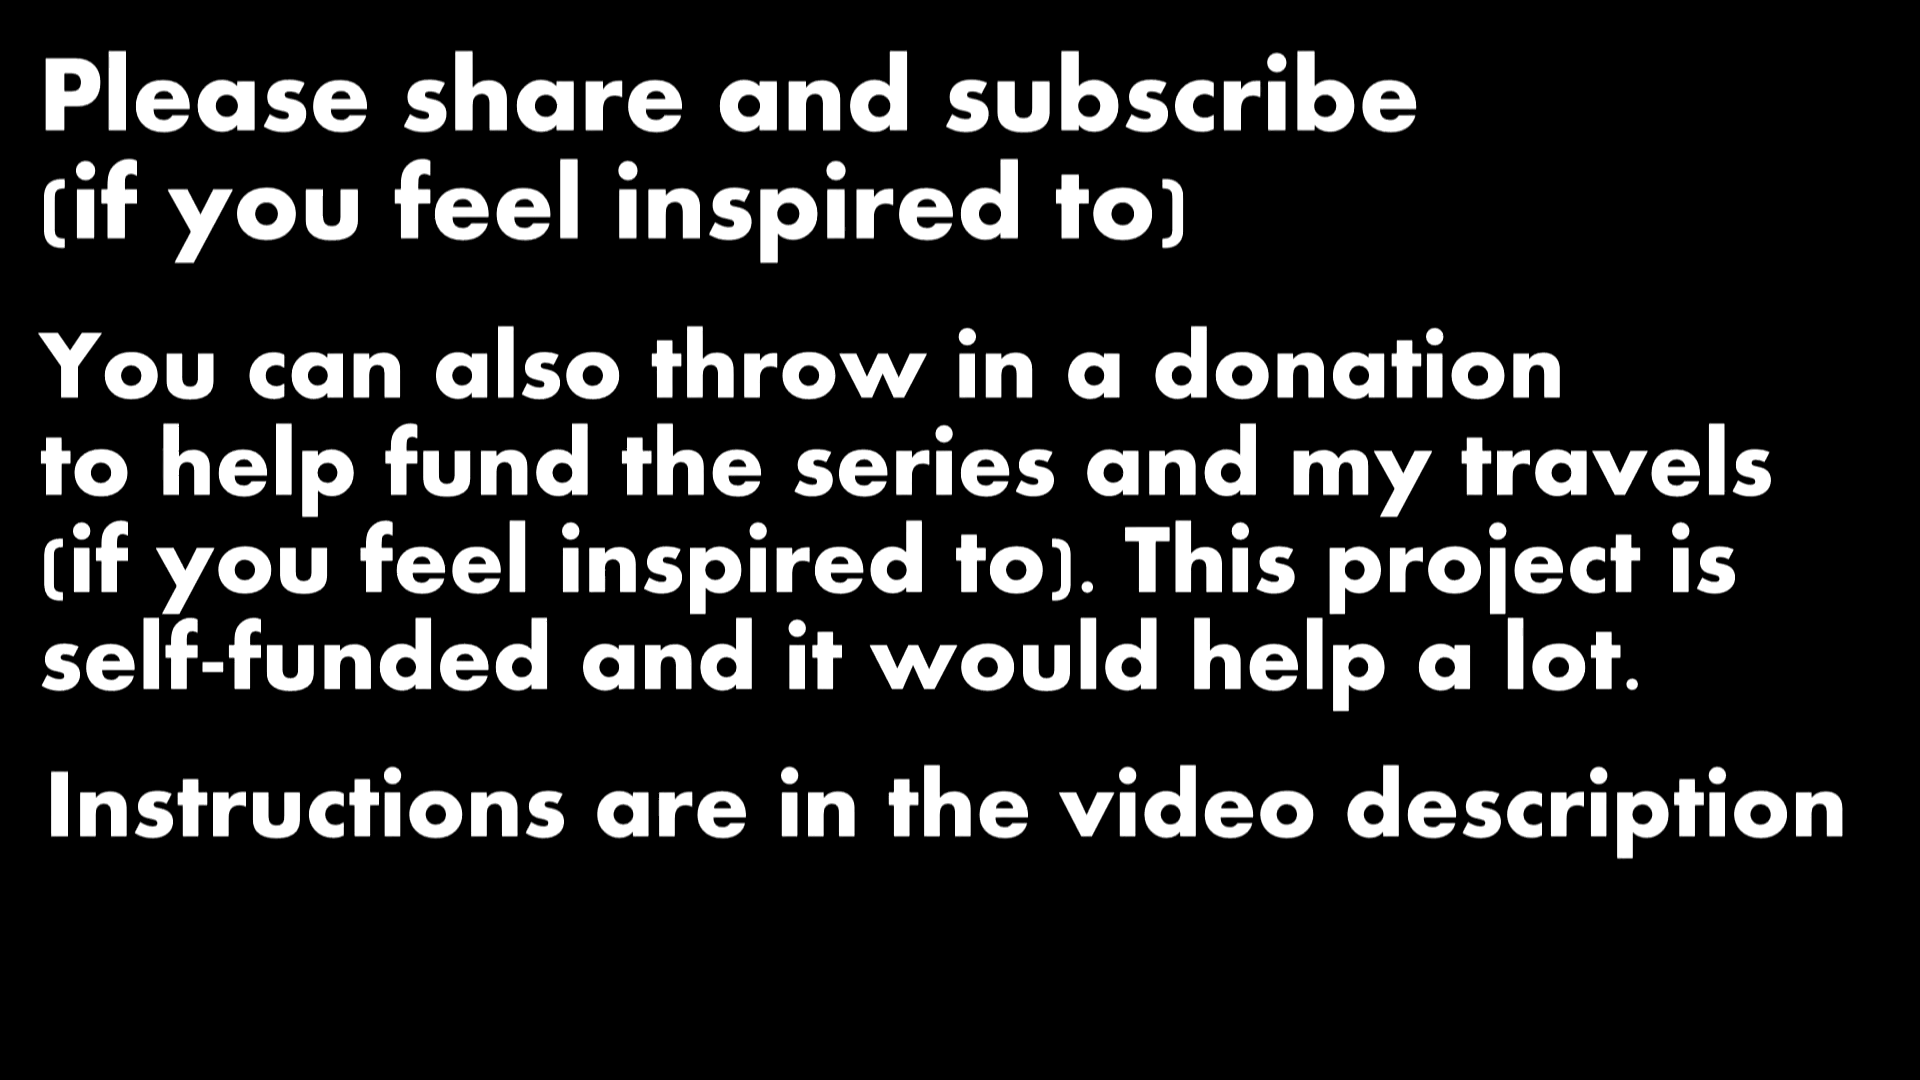 Please share and subscribe
(if you feel inspired to)
You can also throw in a donation
to help fund the series and my travels
(if you feel inspired to). This project is
self-funded and it would help a lot.
Instructions are in the video description